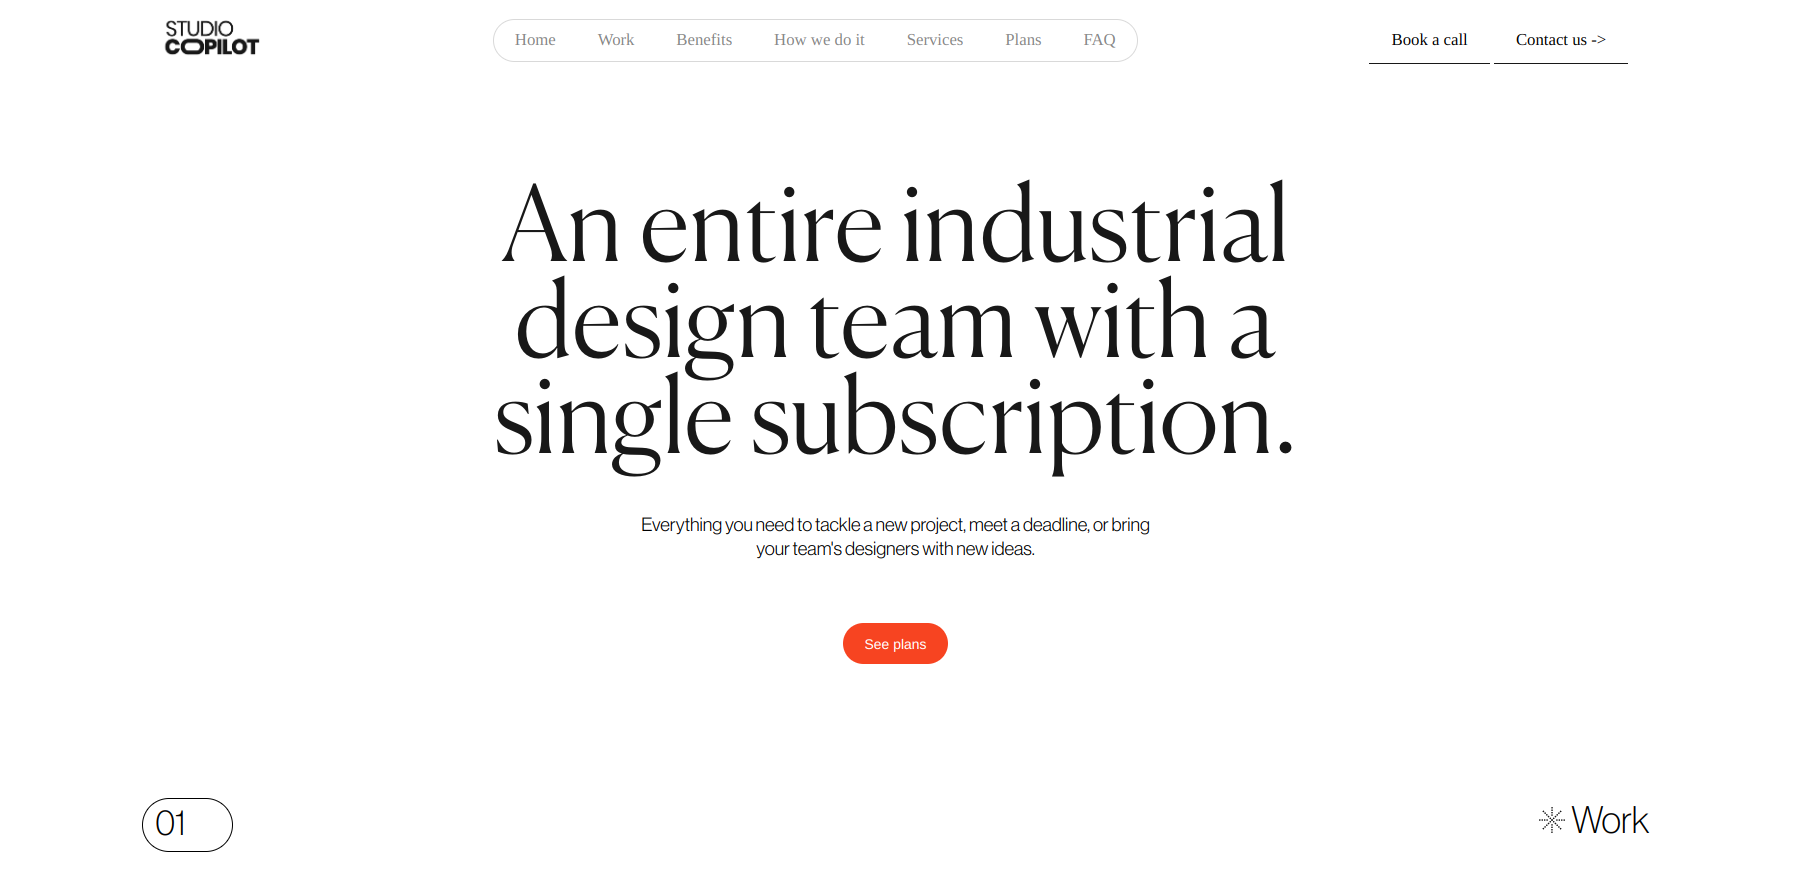 STUDIO
COPILOT
Home Work Benefits How we do it Services Plans FAQ
Book a call Contact us ->
An entire industrial
design team with a
single subscription.
Everything you need to tackle a new project, meet a deadline, or bring
your team's designers with new ideas.
See plans
01
Work